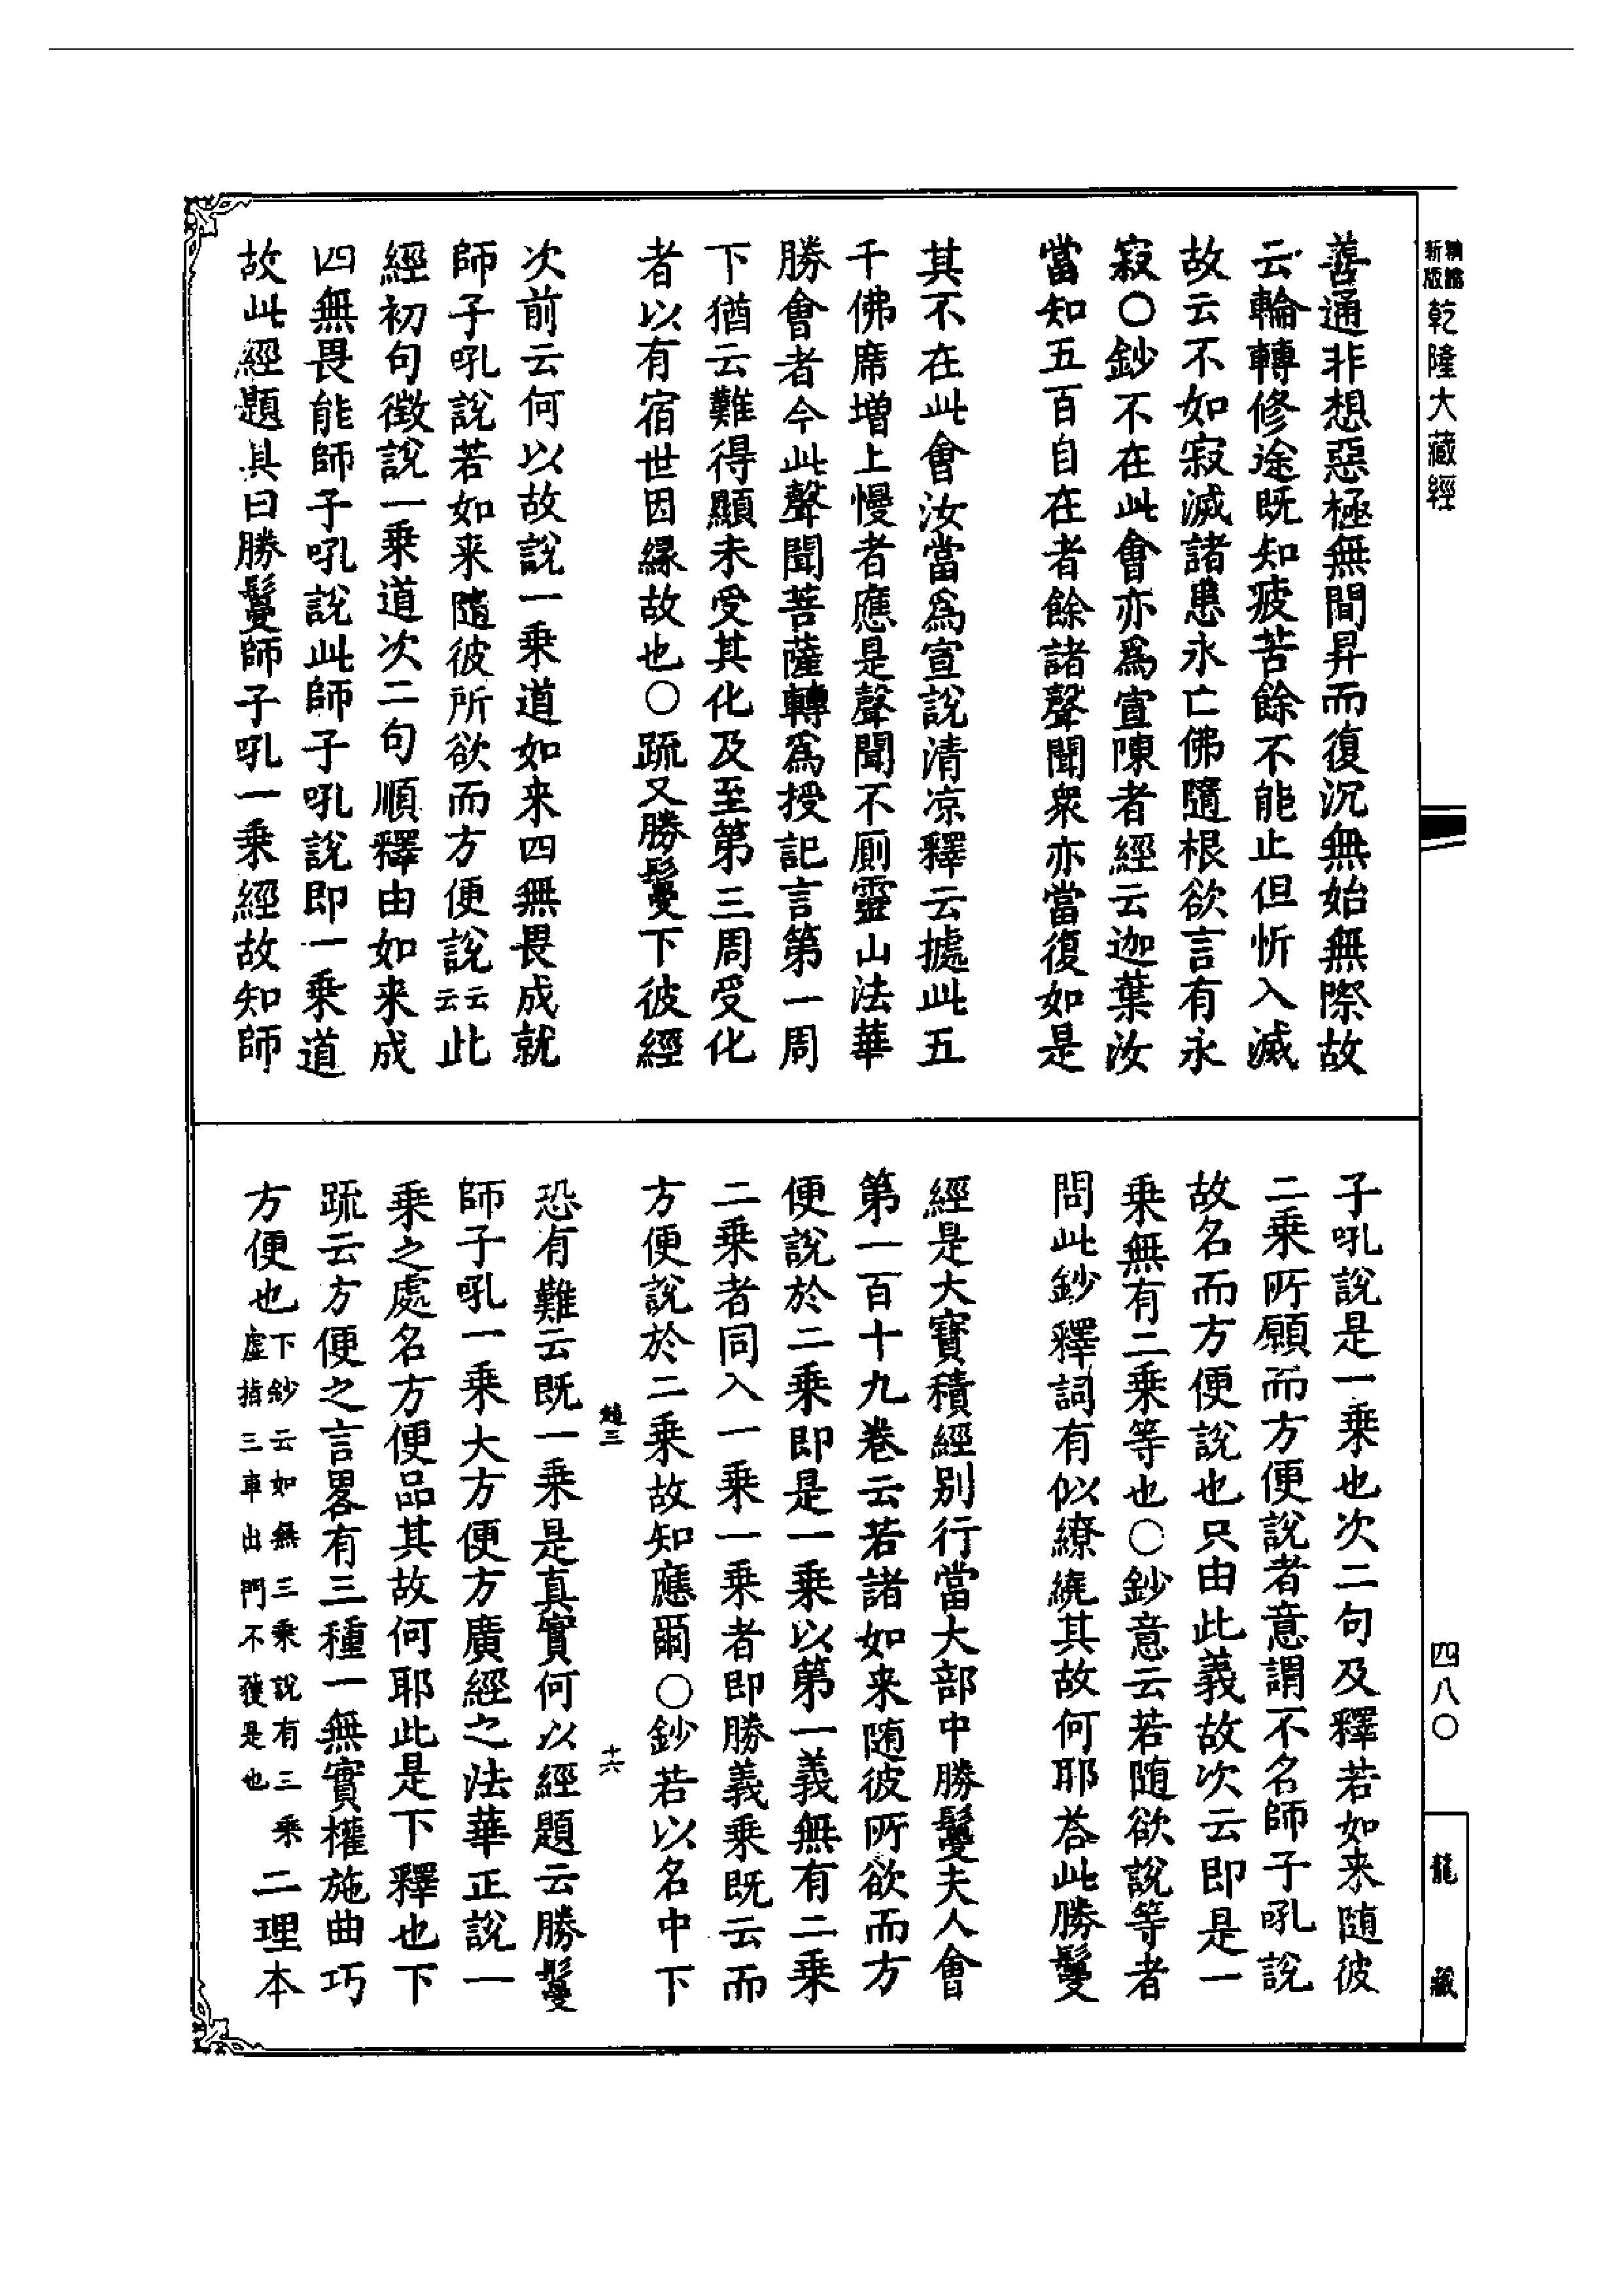 新版 精縮 乾隆大藏經
善通非想惡極無間昇而復沉無始無際故
云輪轉修途既知疲苦餘不能止但忻入滅
故云不如寂滅諸患永亡佛隨根欲言有永
寂〇鈔不在此會亦爲宣陳者經云迦葉汝
當知五百自在者餘諸聲聞衆亦當復如是
其不在此會汝當爲宣說清凉釋云據此五
千佛席增上慢者應是聲聞不厠靈山法華
勝會者今此聲聞菩薩轉爲授記言第一周
下猶云難得顯未受其化及至第三周受化
者以有宿世因緣故也〇疏又勝鬘下彼經
次前云何以故說一乘道如來四無畏成就
師子吼說若如来隨彼所欲而方便說云云此
經初句徵說一乘道次二句順釋由如来成
四無畏能師子吼說此師子吼說即一乘道
故此經題具曰勝鬘師子吼一乘經故知師
子吼說是一乘也次二句及釋若如来随彼
二乘所願而方便說者意謂不名師子吼說
故名而方便說也只由此義故次云即是一
乘無有二乘等也〇鈔意云若随欲說等者
問此鈔釋詞有似繚繞其故何耶荅此勝鬘
經是大寶積經别行當大部中勝鬘夫人會
第一百十九卷云若諸如来随彼所欲而方
便說於二乘即是一乘以第一義無有二乘
二乘者同入一乘一乘者即勝義乘既云而
方便說於二乘故知應爾〇鈔若以名中下
趙三 十六
恐有難云既一乘是真實何以經題云勝鬘
師子吼一乘大方便方廣經之法華正說一
乘之處名方便品其故何耶此是下釋也下
疏云方便之言畧有三種一無實權施曲巧
方便也下鈔云如無三乘說有三乘虛指三車出門不獲是也二理本
四八〇
龍藏